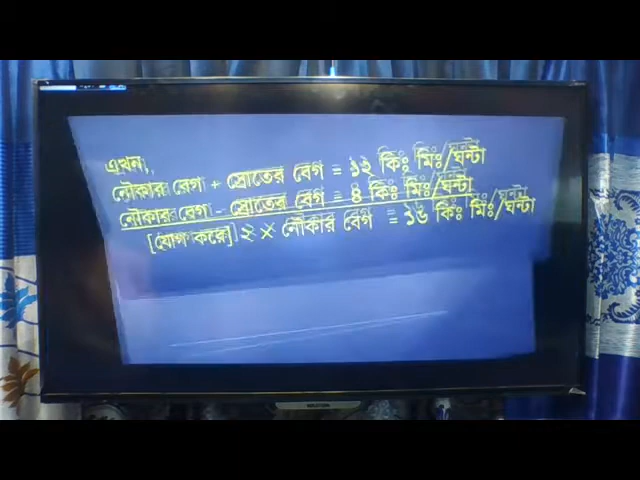 এখন,
নৌকার বেগ + স্রোতের বেগ = ১২ কিঃ মিঃ/ঘন্টা
নৌকার বেগ - স্রোতের বেগ = ৪ কিঃ মিঃ/ঘন্টা
[যোগ করে] ২ × নৌকার বেগ = ১৬ কিঃ মিঃ/ঘন্টা